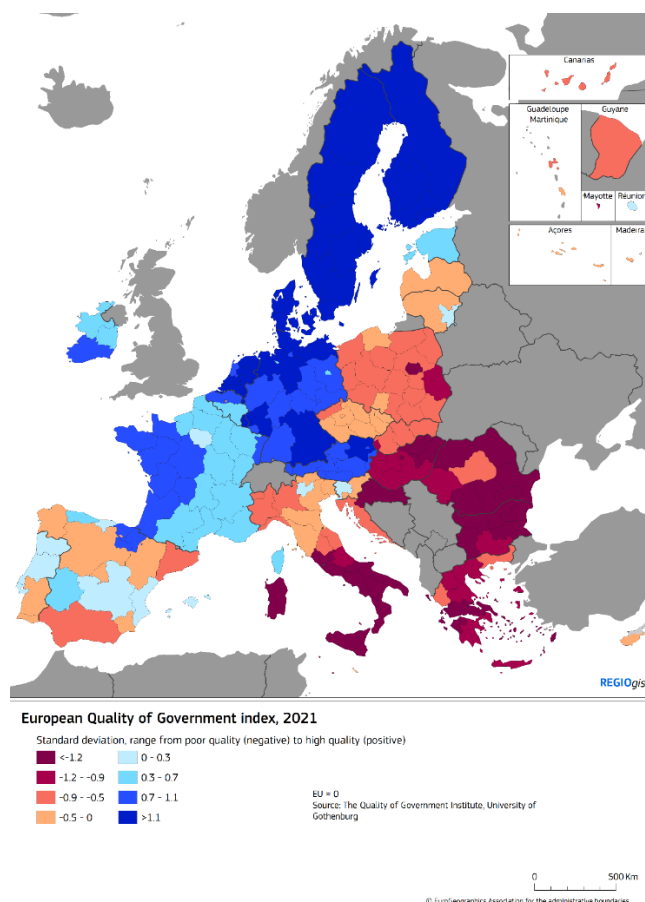 Canarias
Guadeloupe
Martinique
Guyane
Mayotte
Réunion
Açores
Madeira
REGIOgis
European Quality of Government index, 2021
Standard deviation, range from poor quality (negative) to high quality (positive)
<-1.2
-1.2 - -0.9
-0.9 - -0.5
-0.5 - 0
0 - 0.3
0.3 - 0.7
0.7 - 1.1
>1.1
EU = 0
Source: The Quality of Government Institute, University of
Gothenburg
0
500 Km
© EuroGeographics Association for the administrative boundaries